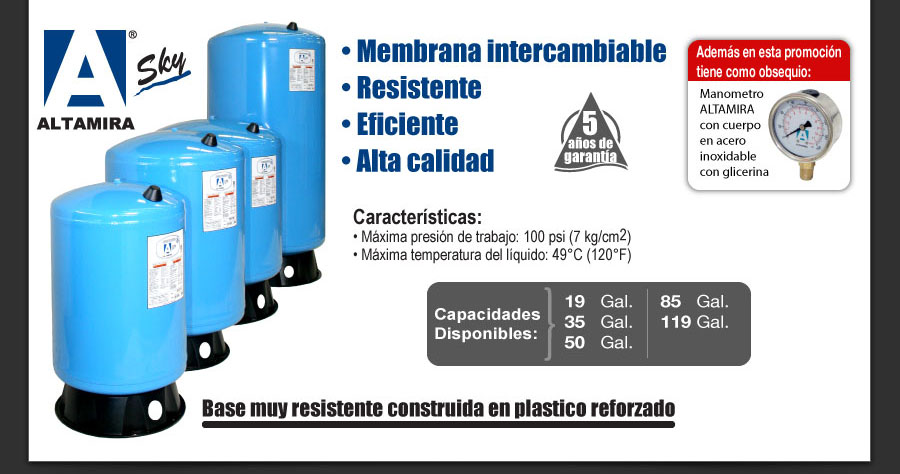 A
®
Sky
ALTAMIRA
• Membrana intercambiable
• Resistente
• Eficiente
• Alta calidad
5
años de
garantía
Además en esta promoción
tiene como obsequio:
Manometro
ALTAMIRA
con cuerpo
en acero
inoxidable
con glicerina
Características:
• Máxima presión de trabajo: 100 psi (7 kg/cm2)
• Máxima temperatura del líquido: 49°C (120°F)
Capacidades
Disponibles:
19 Gal.
35 Gal.
50 Gal.
85 Gal.
119 Gal.
Base muy resistente construida en plastico reforzado